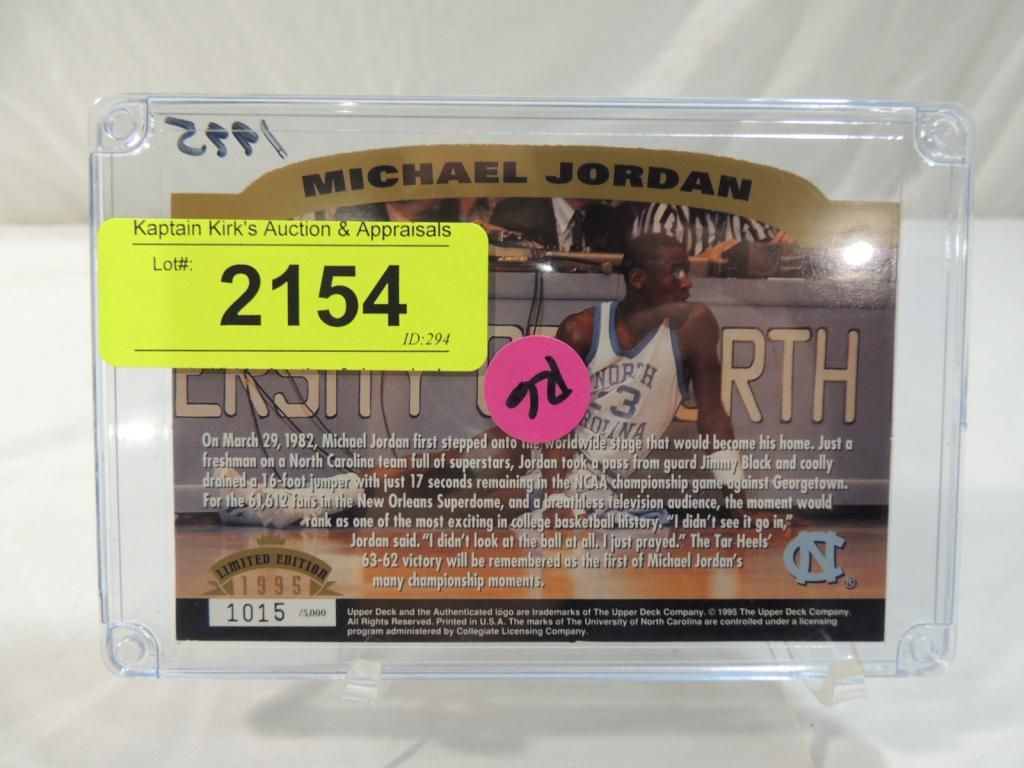 1995
MICHAEL JORDAN
Kaptain Kirk's Auction & Appraisals
Lot#:
2154
ID:294
R6
NORTH
3
ERSITY OF RTH
On March 29, 1982, Michael Jordan first stepped onto the worldwide stage that would become his home. Just a
freshman on a North Carolina team full of superstars, Jordan took a pass from guard Jimmy Black and coolly
drained a 16-foot jumper with just 17 seconds remaining in the NCAA championship game against Georgetown.
For the 61,612 fans in the New Orleans Superdome, and a breathless television audience, the moment would
rank as one of the most exciting in college basketball history. "I didn't see it go in,"
Jordan said. "I didn't look at the ball at all. I just prayed." The Tar Heels'
63-62 victory will be remembered as the first of Michael Jordan's
many championship moments.
NC ®
LIMITED EDITION
1995
1015 /5,000
Upper Deck and the Authenticated logo are trademarks of The Upper Deck Company. © 1995 The Upper Deck Company.
All Rights Reserved. Printed in U.S.A. The marks of The University of North Carolina are controlled under a licensing
program administered by Collegiate Licensing Company.